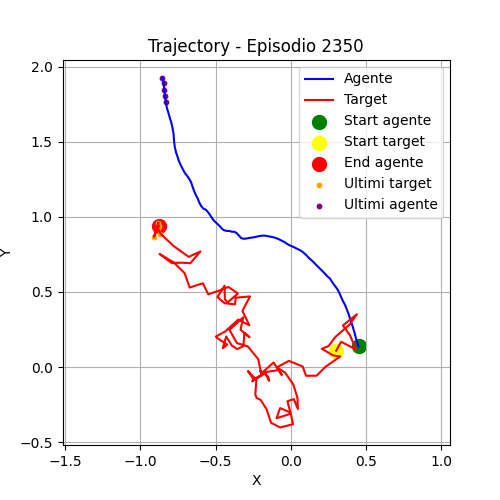 Trajectory - Episodio 2350
2.0
1.5
1.0
0.5
0.0
−0.5
Y
−1.5
−1.0
−0.5
0.0
0.5
1.0
X
Agente
Target
Start agente
Start target
End agente
Ultimi target
Ultimi agente